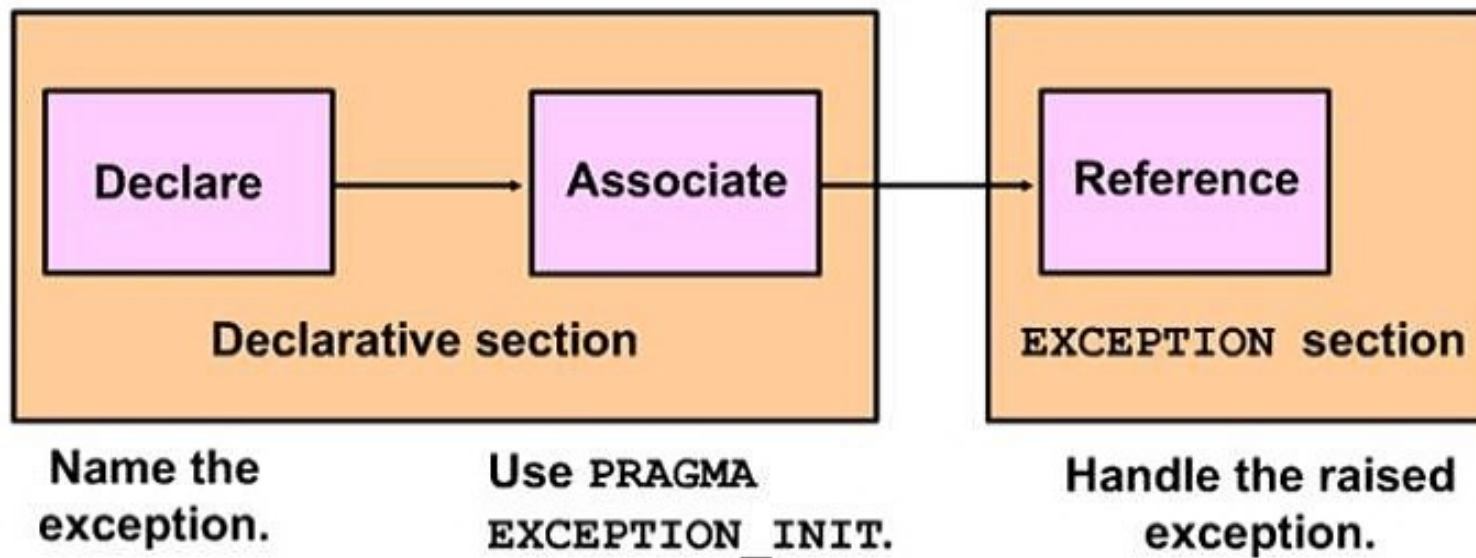 Declare
Associate
Reference
Declarative section
EXCEPTION section
Name the
exception.
Use PRAGMA
EXCEPTION_INIT.
Handle the raised
exception.